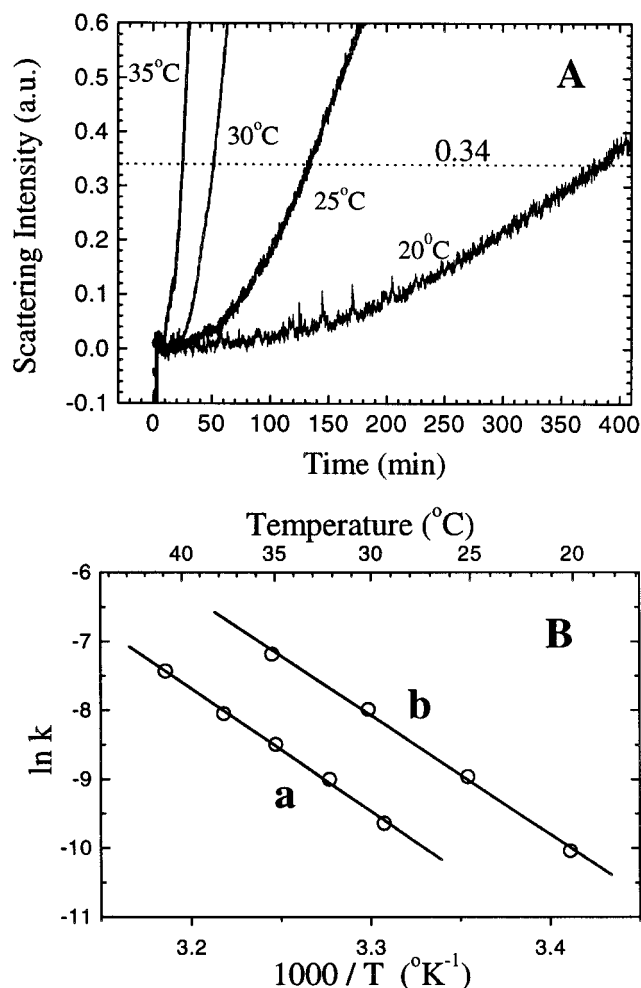 A
0.6
0.5
0.4
0.3
0.2
0.1
0.0
-0.1
Scattering Intensity (a.u.)
35°C
30°C
25°C
20⁰C
0.34
0 50 100 150 200 250 300 350 400
Time (min)
Temperature (°C)
40 35 30 25 20
B
-6
-7
-8
-9
-10
-11
ln k
a
b
3.2 3.3 3.4
1000 / T (°K⁻¹)